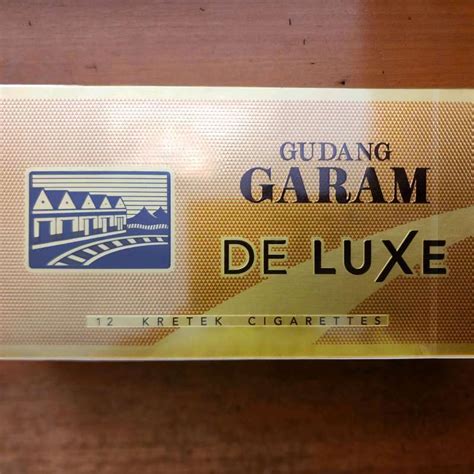 GUDANG
GARAM
DE LUXE
12 KRETEK CIGARETTES